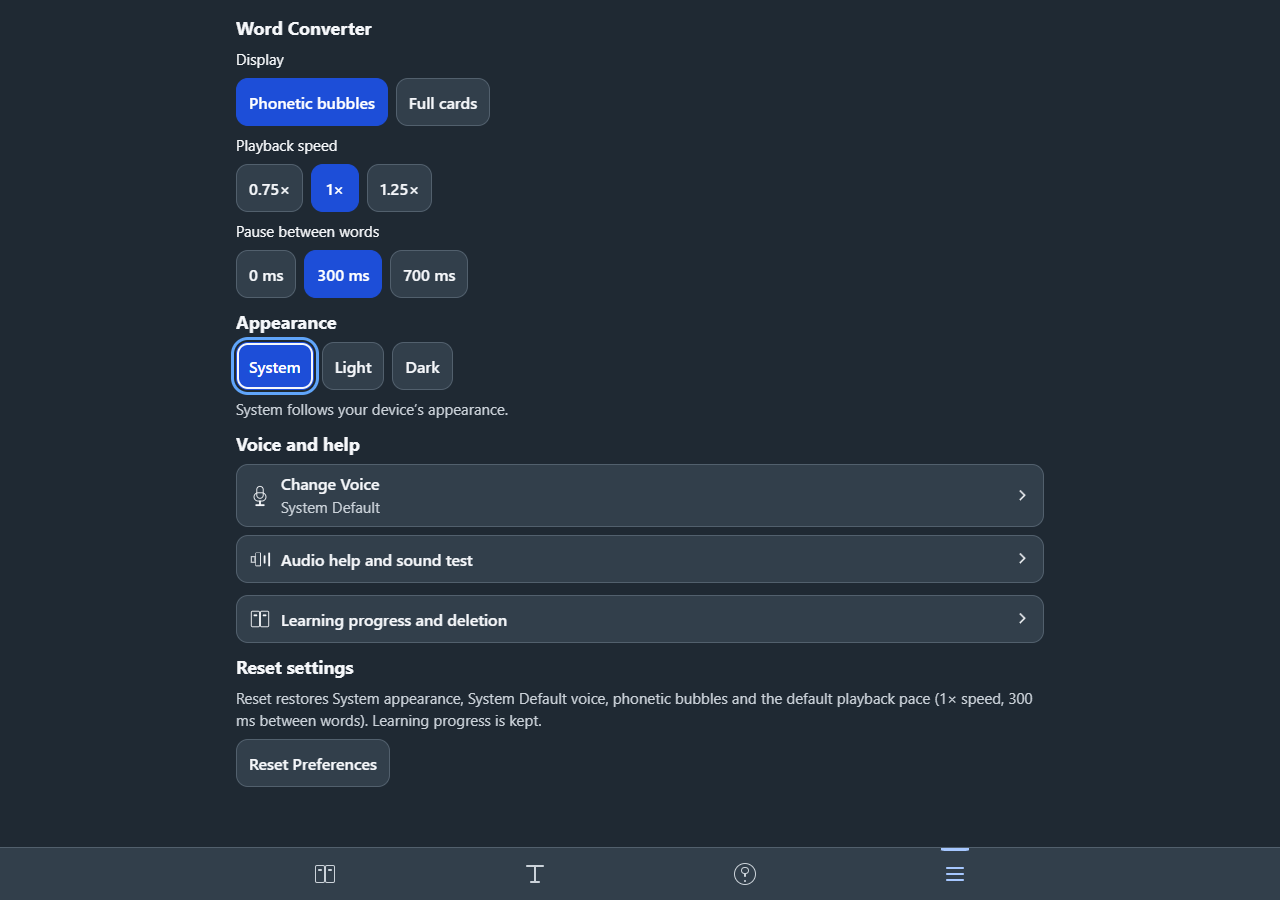 Word Converter
Display
Phonetic bubbles Full cards
Playback speed
0.75× 1× 1.25×
Pause between words
0 ms 300 ms 700 ms
Appearance
System Light Dark
System follows your device’s appearance.
Voice and help
Change Voice
System Default
Audio help and sound test
Learning progress and deletion
Reset settings
Reset restores System appearance, System Default voice, phonetic bubbles and the default playback pace (1× speed, 300
ms between words). Learning progress is kept.
Reset Preferences